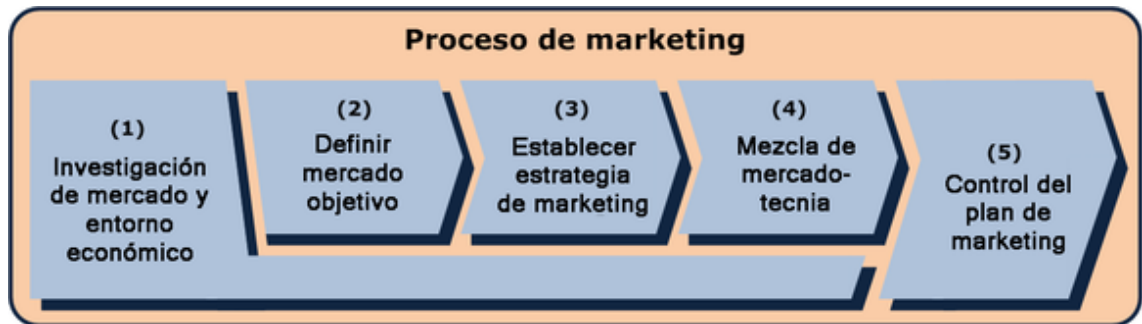 Proceso de marketing
(1)
Investigación
de mercado y
entorno
económico
(2)
Definir
mercado
objetivo
(3)
Establecer
estrategia
de marketing
(4)
Mezcla de
mercado-
tecnia
(5)
Control del
plan de
marketing